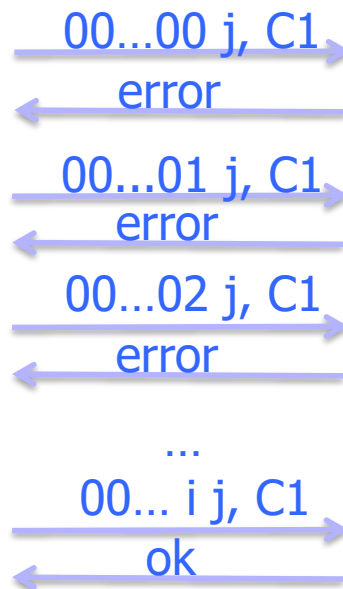 00...00 j, C1
error
00...01 j, C1
error
00...02 j, C1
error
...
00... i j, C1
ok